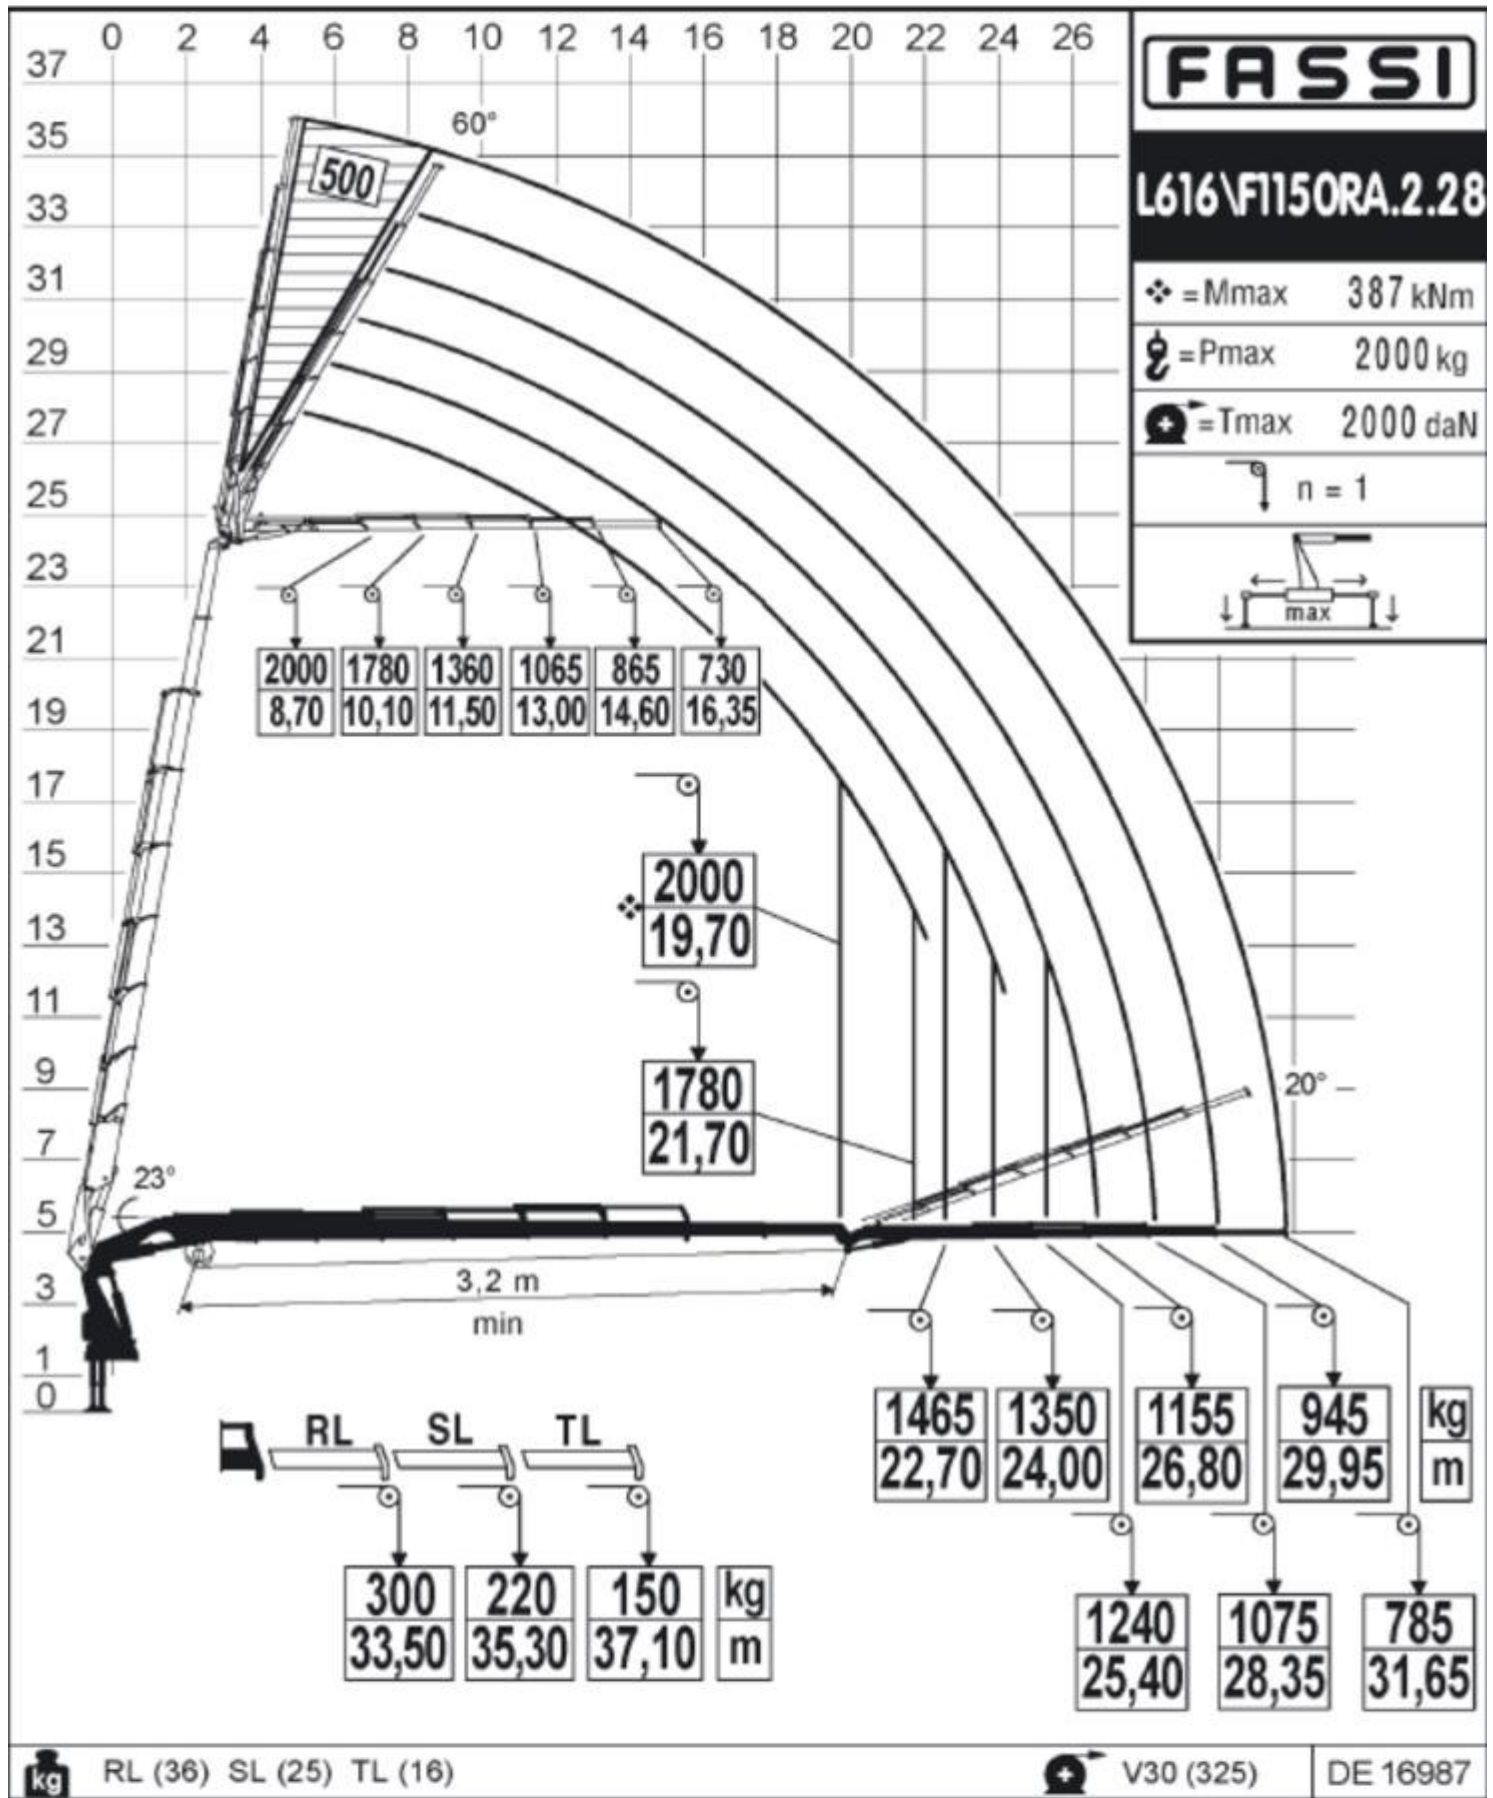 0 2 4 6 8 10 12 14 16 18 20 22 24 26
FASSI
L616\F1150RA.2.28
❖ = Mmax 387 kNm
= Pmax 2000 kg
= Tmax 2000 daN
n = 1
max
37
35
33
31
29
27
25
23
21
19
17
15
13
11
9
7
5
3
1
0
60°
500
2000 1780 1360 1065 865 730
8,70 10,10 11,50 13,00 14,60 16,35
❖ 2000
19,70
1780
21,70
20°
23°
3,2 m
min
1465 1350 1155 945 kg
22,70 24,00 26,80 29,95 m
RL SL TL
300 220 150 kg
33,50 35,30 37,10 m
1240 1075 785
25,40 28,35 31,65
kg RL (36) SL (25) TL (16) V30 (325) DE 16987